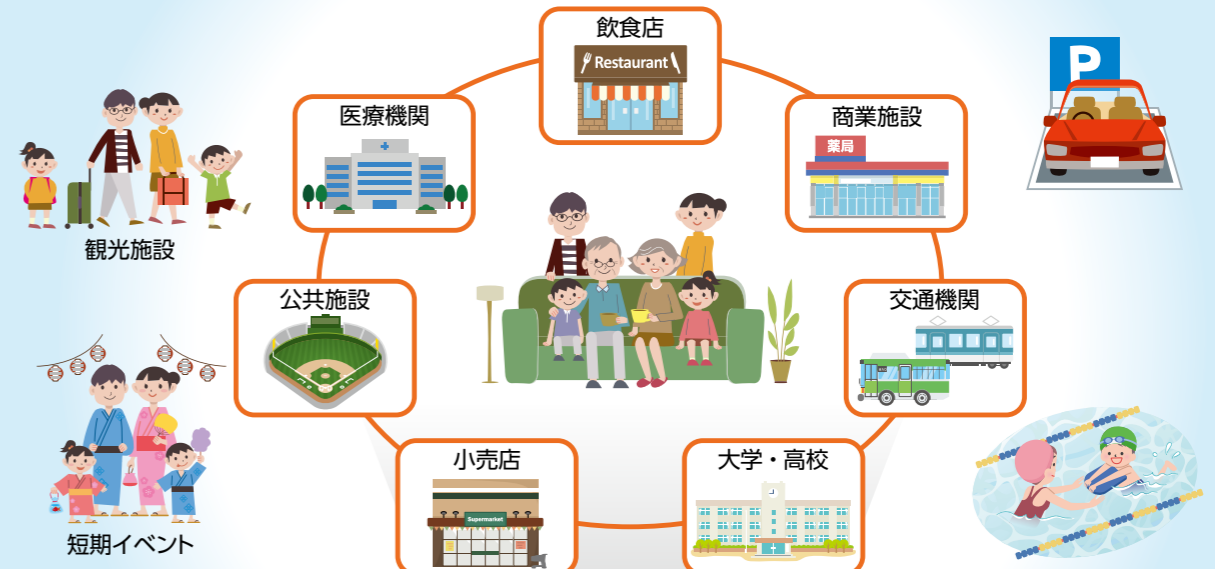 飲食店
Restaurant
医療機関
商業施設
薬局
P
観光施設
公共施設
交通機関
小売店
Supermarket
大学・高校
短期イベント